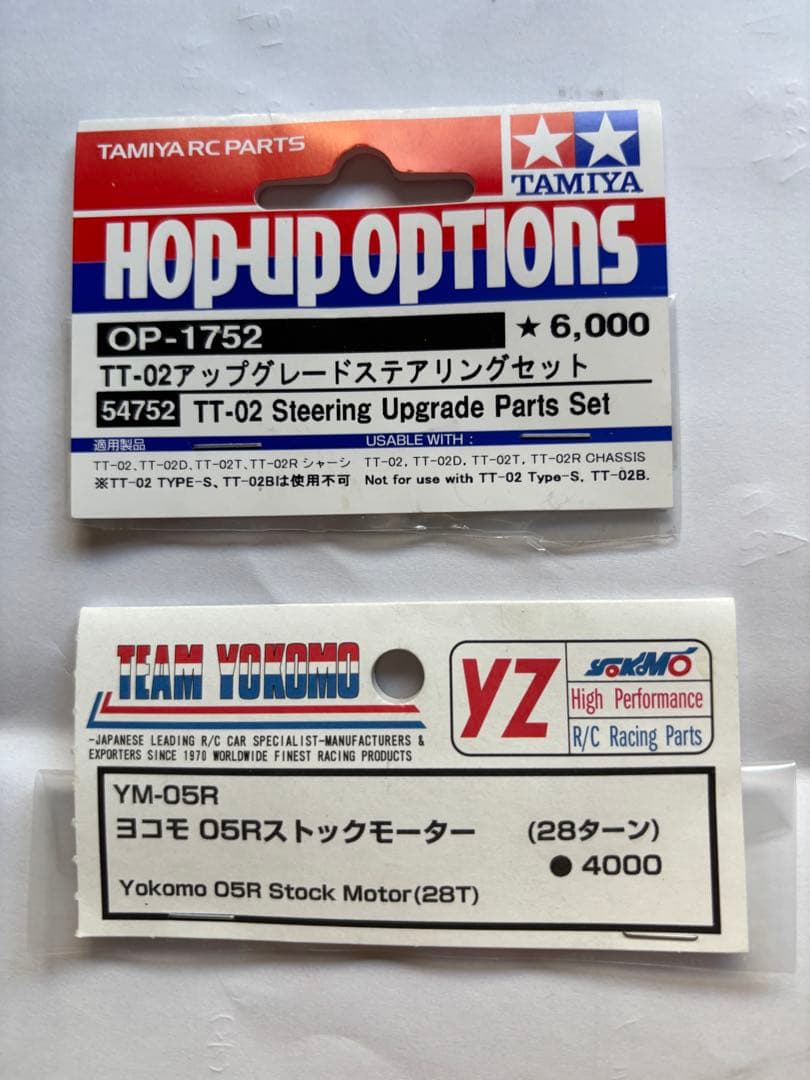 TAMIYA RC PARTS
TAMIYA
HOP-UP OPTIONS
OP-1752
★ 6,000
TT-02アップグレードステアリングセット
54752 TT-02 Steering Upgrade Parts Set
適用製品
USABLE WITH :
TT-02、TT-02D、TT-02T、TT-02R シャーシ
TT-02, TT-02D, TT-02T, TT-02R CHASSIS
※TT-02 TYPE-S、TT-02Bは使用不可
Not for use with TT-02 Type-S, TT-02B.
TEAM YOKOMO
-JAPANESE LEADING R/C CAR SPECIALIST-MANUFACTURERS &
EXPORTERS SINCE 1970 WORLDWIDE FINEST RACING PRODUCTS
YZ
YOKOMO
High Performance
R/C Racing Parts
YM-05R
ヨコモ 05Rストックモーター (28ターン)
●4000
Yokomo 05R Stock Motor(28T)